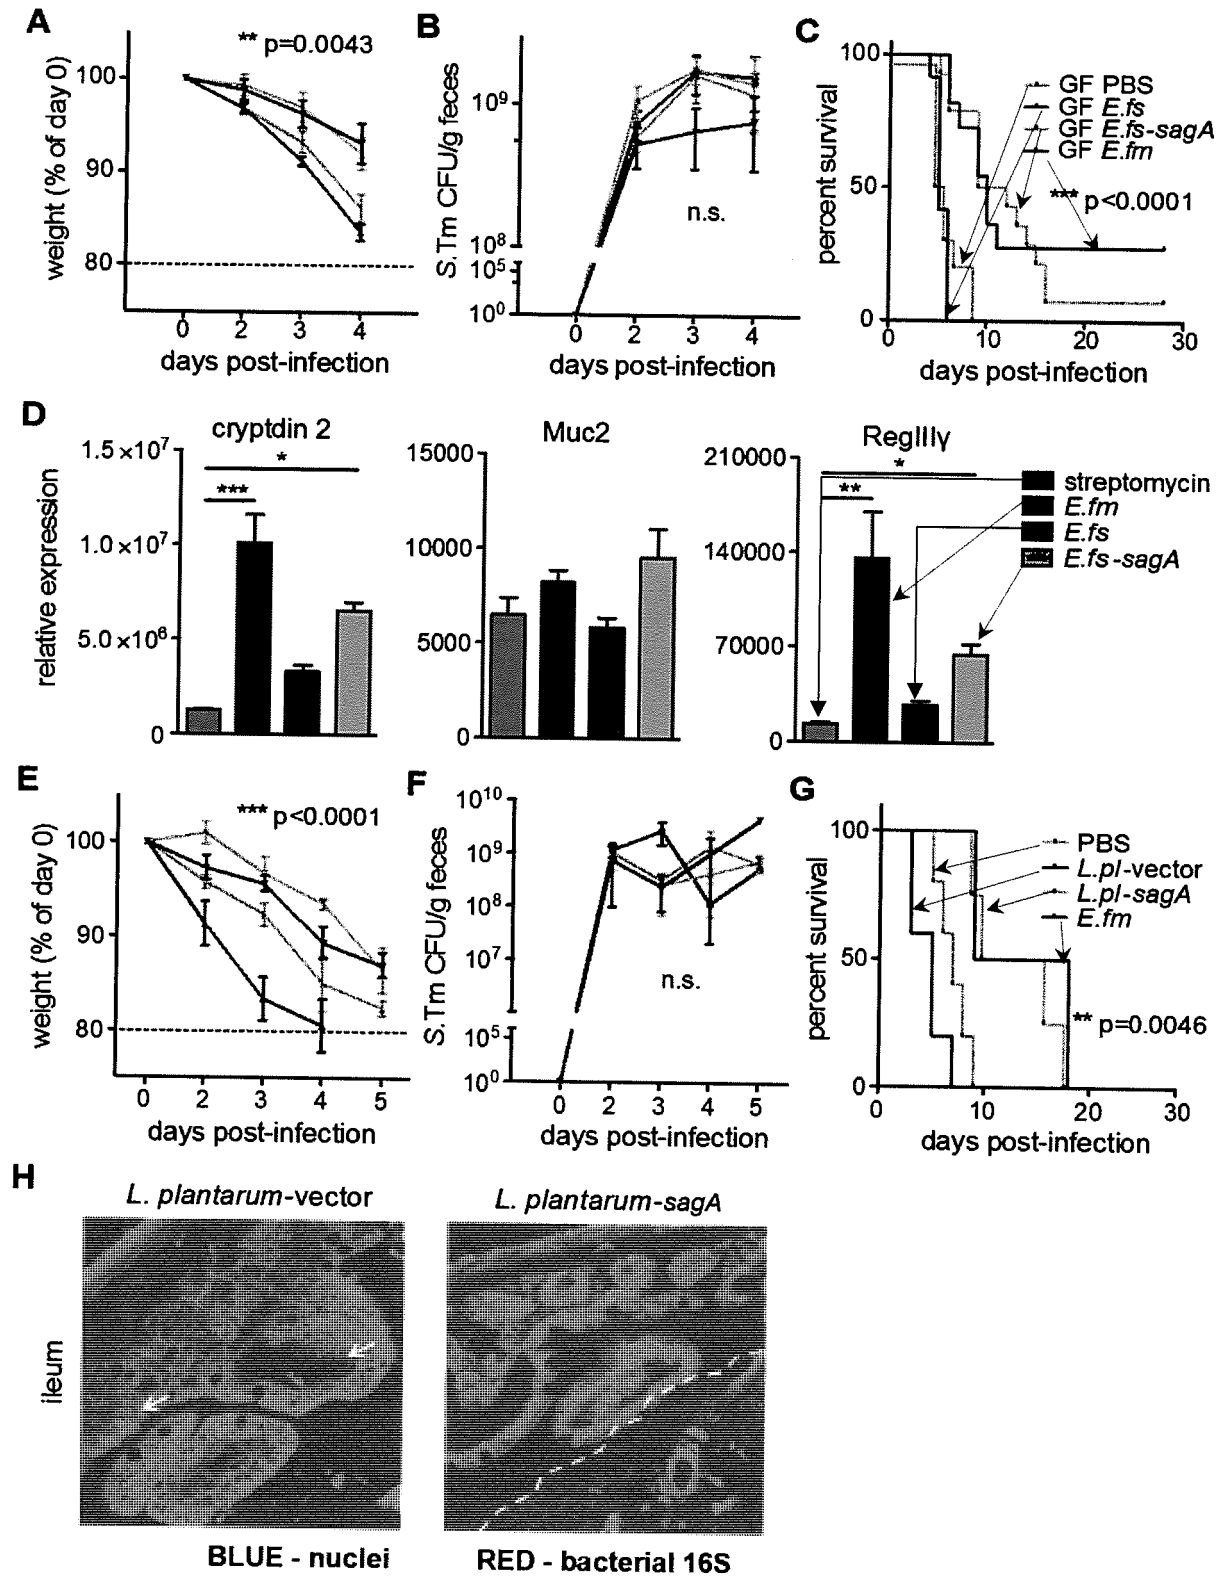 A
** p=0.0043
weight (% of day 0)
100
90
80
0 2 3 4
days post-infection
B
S.Tm CFU/g feces
10⁹
10⁸
10⁵
10⁰
n.s.
0 2 3 4
days post-infection
C
percent survival
100
50
0
GF PBS
GF E.fs
GF E.fs-sagA
GF E.fm
*** p<0.0001
0 10 20 30
days post-infection
D
relative expression
cryptdin 2
1.5×10⁷
1.0×10⁷
5.0×10⁶
0
*
***
Muc2
15000
10000
5000
0
RegIIIγ
210000
140000
70000
0
*
**
streptomycin
E.fm
E.fs
E.fs-sagA
E
*** p<0.0001
weight (% of day 0)
100
90
80
0 2 3 4 5
days post-infection
F
S.Tm CFU/g feces
10¹⁰
10⁹
10⁸
10⁷
10⁵
10⁰
n.s.
0 2 3 4 5
days post-infection
G
percent survival
100
50
0
PBS
L.pl-vector
L.pl-sagA
E.fm
** p=0.0046
0 10 20 30
days post-infection
H
L. plantarum-vector
L. plantarum-sagA
ileum
BLUE - nuclei
RED - bacterial 16S